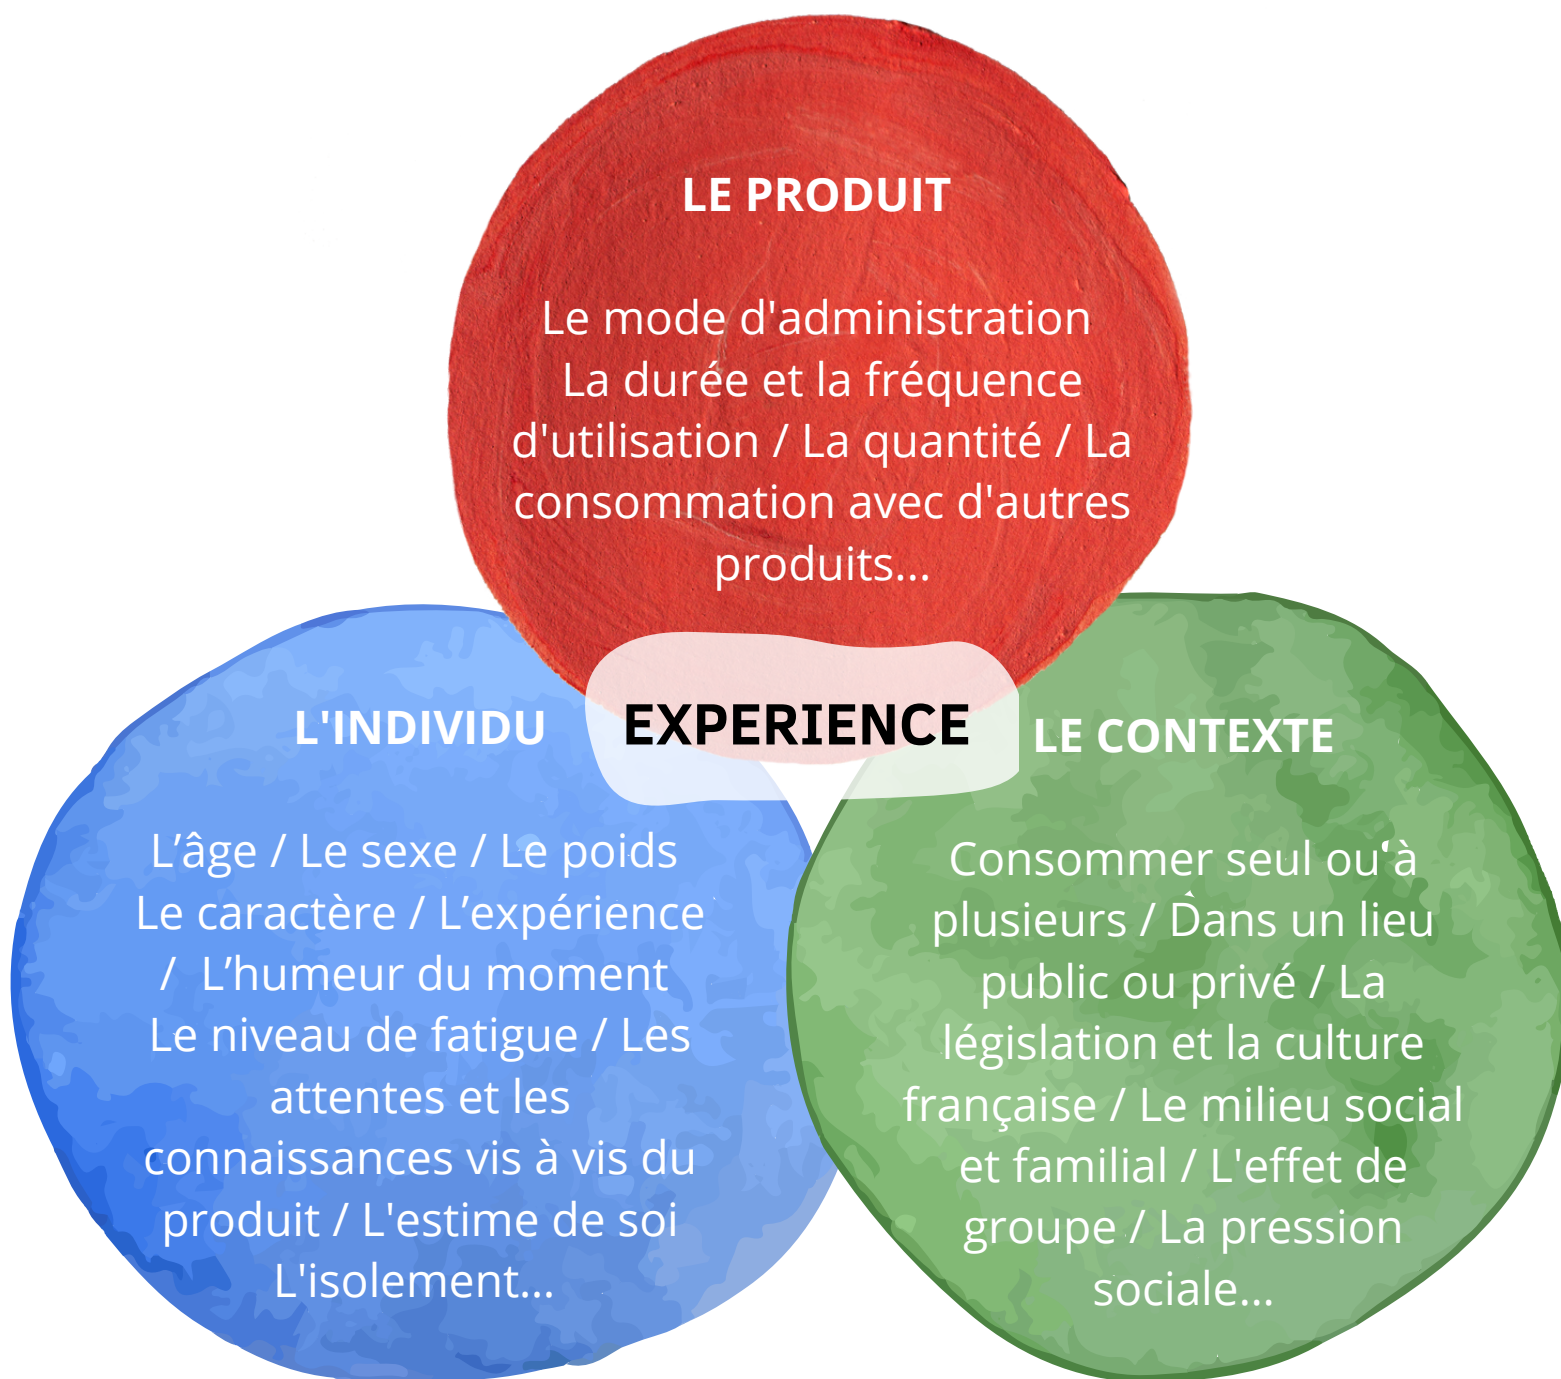 LE PRODUIT
Le mode d'administration
La durée et la fréquence
d'utilisation / La quantité / La
consommation avec d'autres
produits...
EXPERIENCE
L'INDIVIDU
L’âge / Le sexe / Le poids
Le caractère / L’expérience
/ L’humeur du moment
Le niveau de fatigue / Les
attentes et les
connaissances vis à vis du
produit / L'estime de soi
L'isolement...
LE CONTEXTE
Consommer seul ou à
plusieurs / Dans un lieu
public ou privé / La
législation et la culture
française / Le milieu social
et familial / L'effet de
groupe / La pression
sociale...